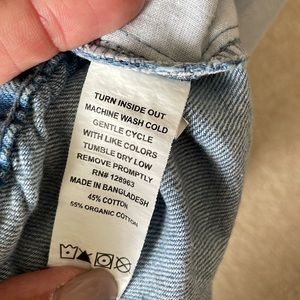 TURN INSIDE OUT
MACHINE WASH COLD
GENTLE CYCLE
WITH LIKE COLORS
TUMBLE DRY LOW
REMOVE PROMPTLY
RN# 128963
MADE IN BANGLADESH
45% COTTON
55% ORGANIC COTTON